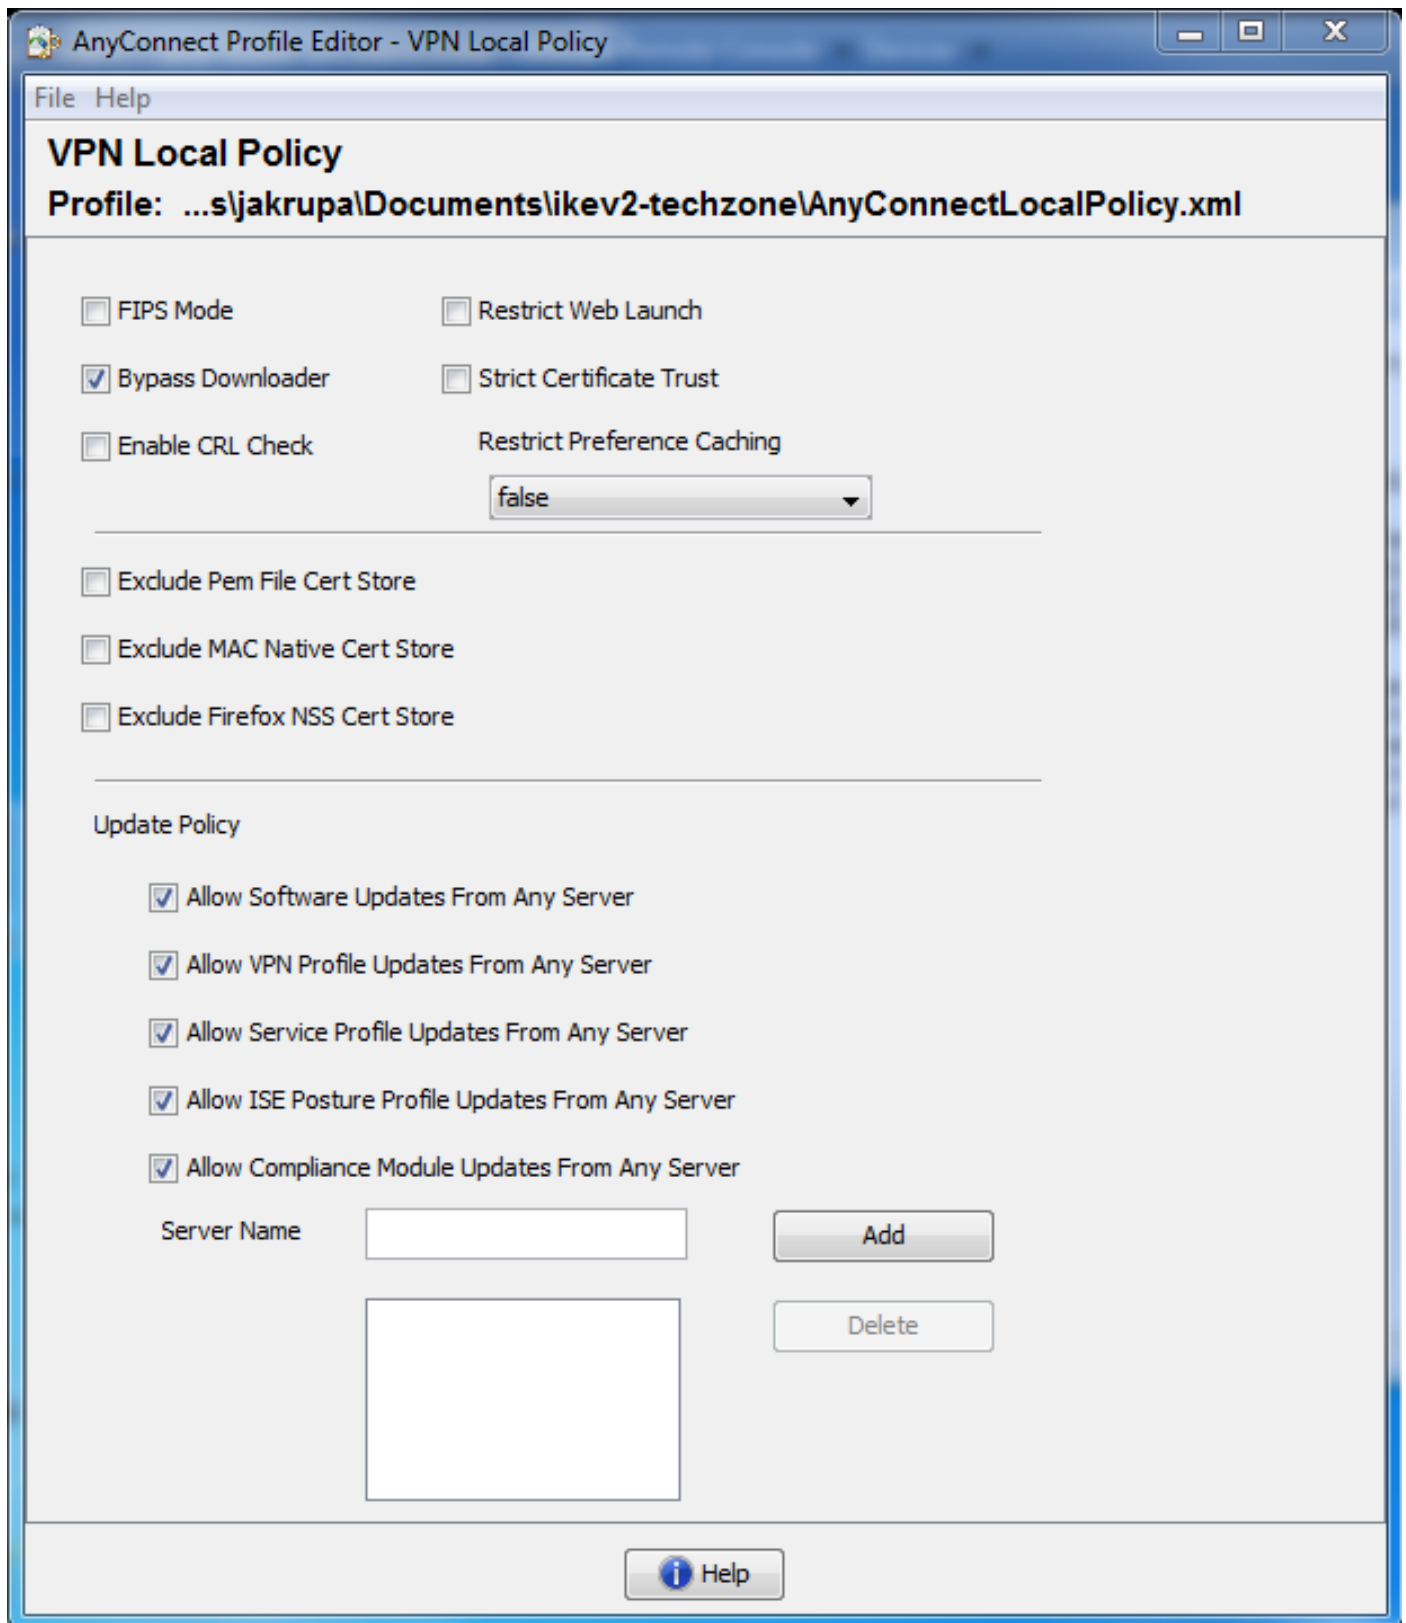 AnyConnect Profile Editor - VPN Local Policy
File Help
VPN Local Policy
Profile: ...s\jakrupa\Documents\ikev2-techzone\AnyConnectLocalPolicy.xml
FIPS Mode
Restrict Web Launch
Bypass Downloader
Strict Certificate Trust
Enable CRL Check
Restrict Preference Caching
false
Exclude Pem File Cert Store
Exclude MAC Native Cert Store
Exclude Firefox NSS Cert Store
Update Policy
Allow Software Updates From Any Server
Allow VPN Profile Updates From Any Server
Allow Service Profile Updates From Any Server
Allow ISE Posture Profile Updates From Any Server
Allow Compliance Module Updates From Any Server
Server Name
Add
Delete
Help